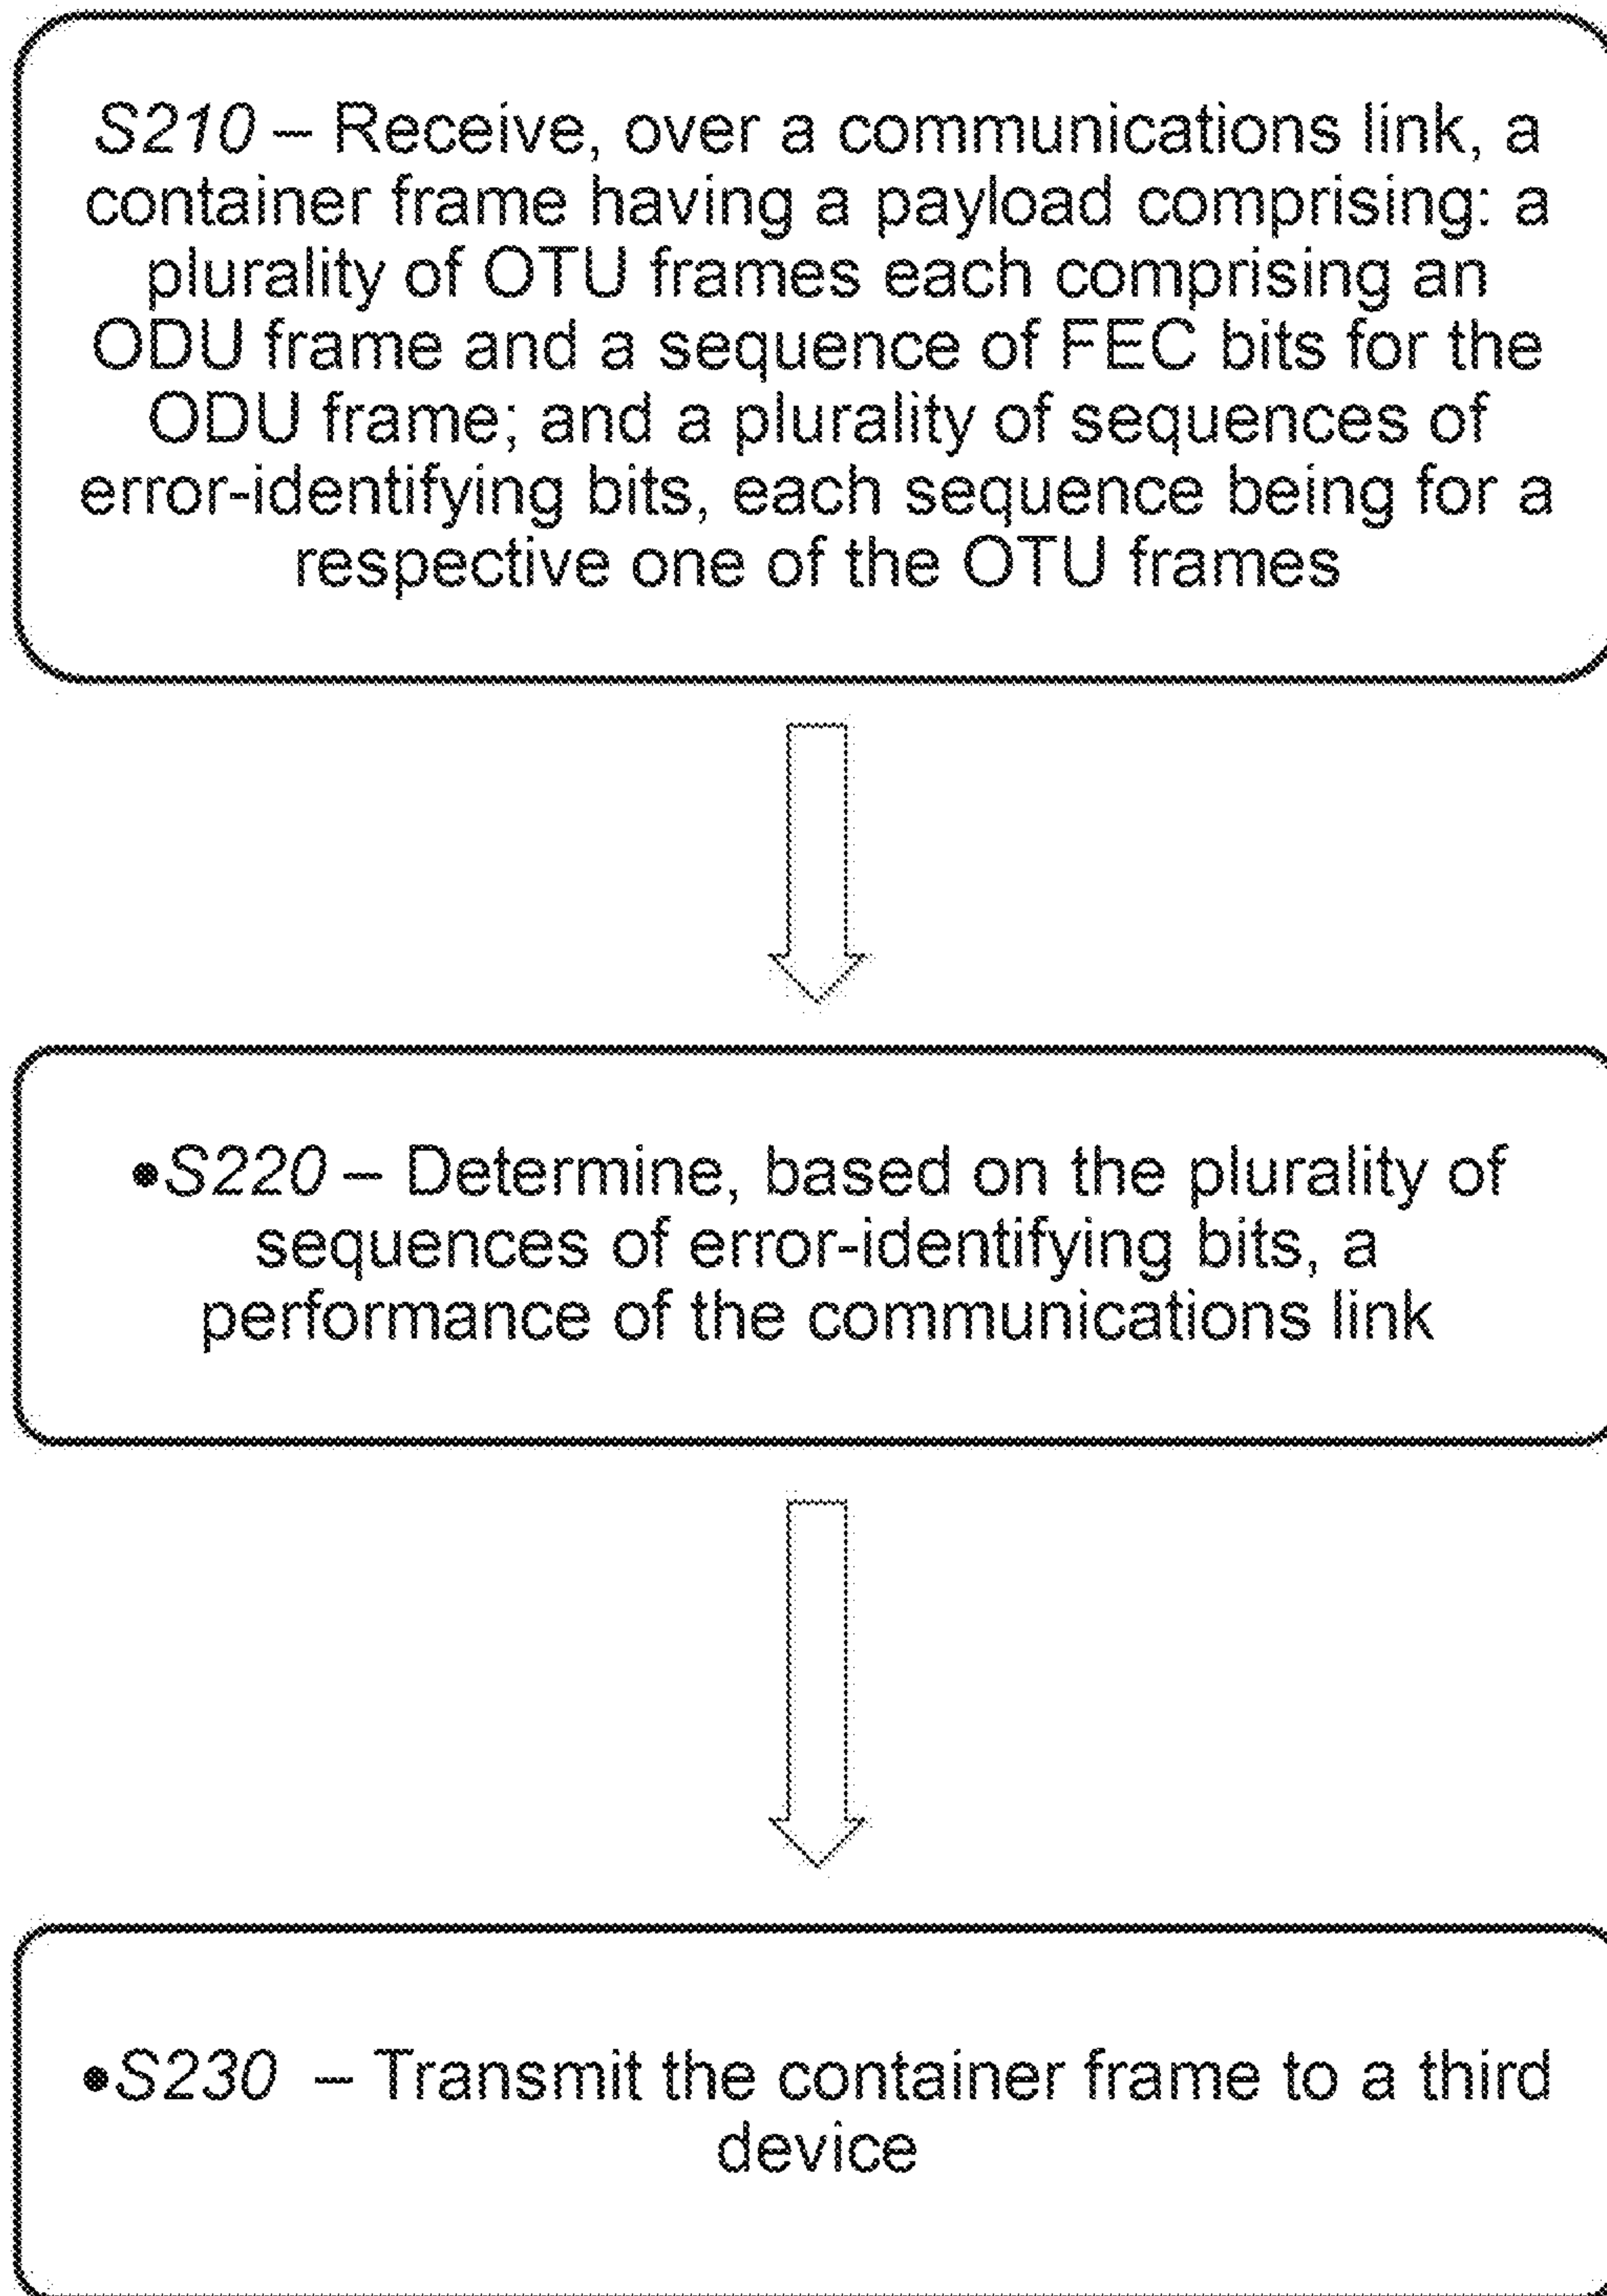 S210 – Receive, over a communications link, a
container frame having a payload comprising: a
plurality of OTU frames each comprising an
ODU frame and a sequence of FEC bits for the
ODU frame; and a plurality of sequences of
error-identifying bits, each sequence being for a
respective one of the OTU frames
•S220 – Determine, based on the plurality of
sequences of error-identifying bits, a
performance of the communications link
•S230 – Transmit the container frame to a third
device